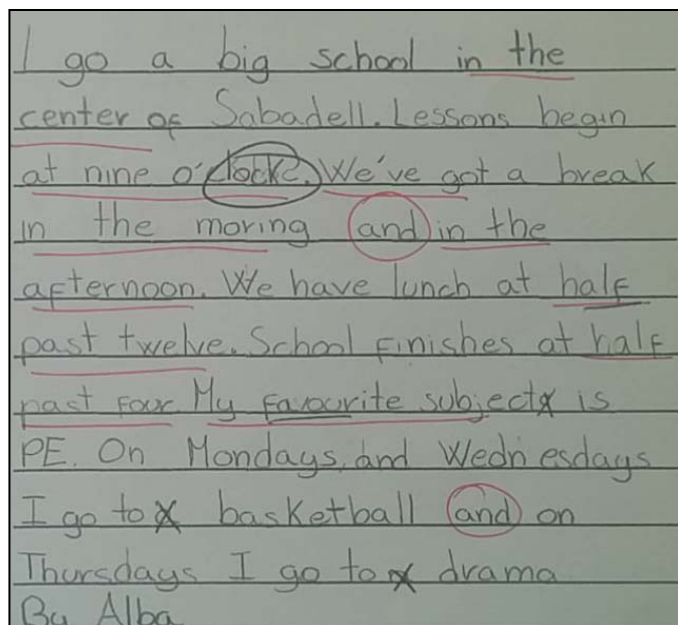 I go a big school in the
center of Sabadell. Lessons begin
at nine o'clocke. We've got a break
in the moring and in the
afternoon. We have lunch at half
past twelve. School finishes at half
past four. My favourite subject is
PE. On Mondays and Wednesdays
I go to basketball and on
Thursdays I go to drama
By Alba